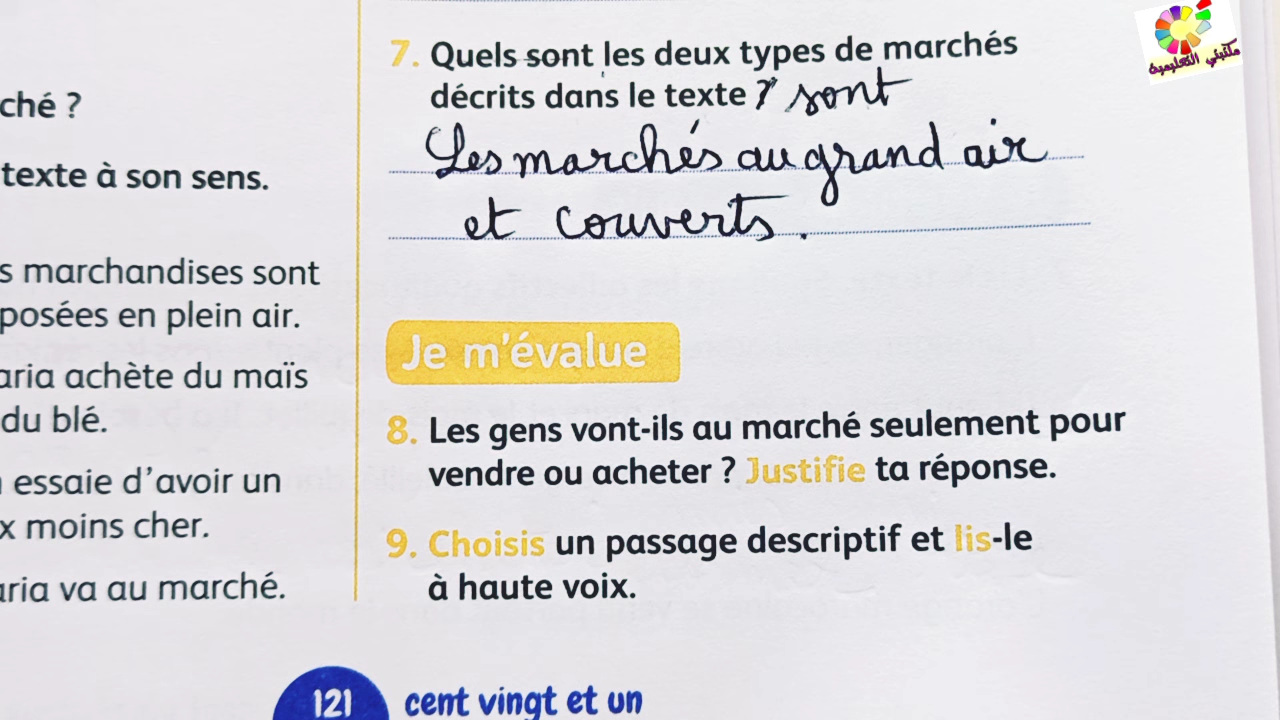 ché ?
texte à son sens.
s marchandises sont
posées en plein air.
aria achète du maïs
du blé.
essaie d'avoir un
x moins cher.
aria va au marché.
7. Quels sont les deux types de marchés
décrits dans le texte ? sont
Les marchés au grand air
et couverts.
Je m'évalue
8. Les gens vont-ils au marché seulement pour
vendre ou acheter ? Justifie ta réponse.
9. Choisis un passage descriptif et lis-le
à haute voix.
121 cent vingt et un
مكتبتي التعليمية